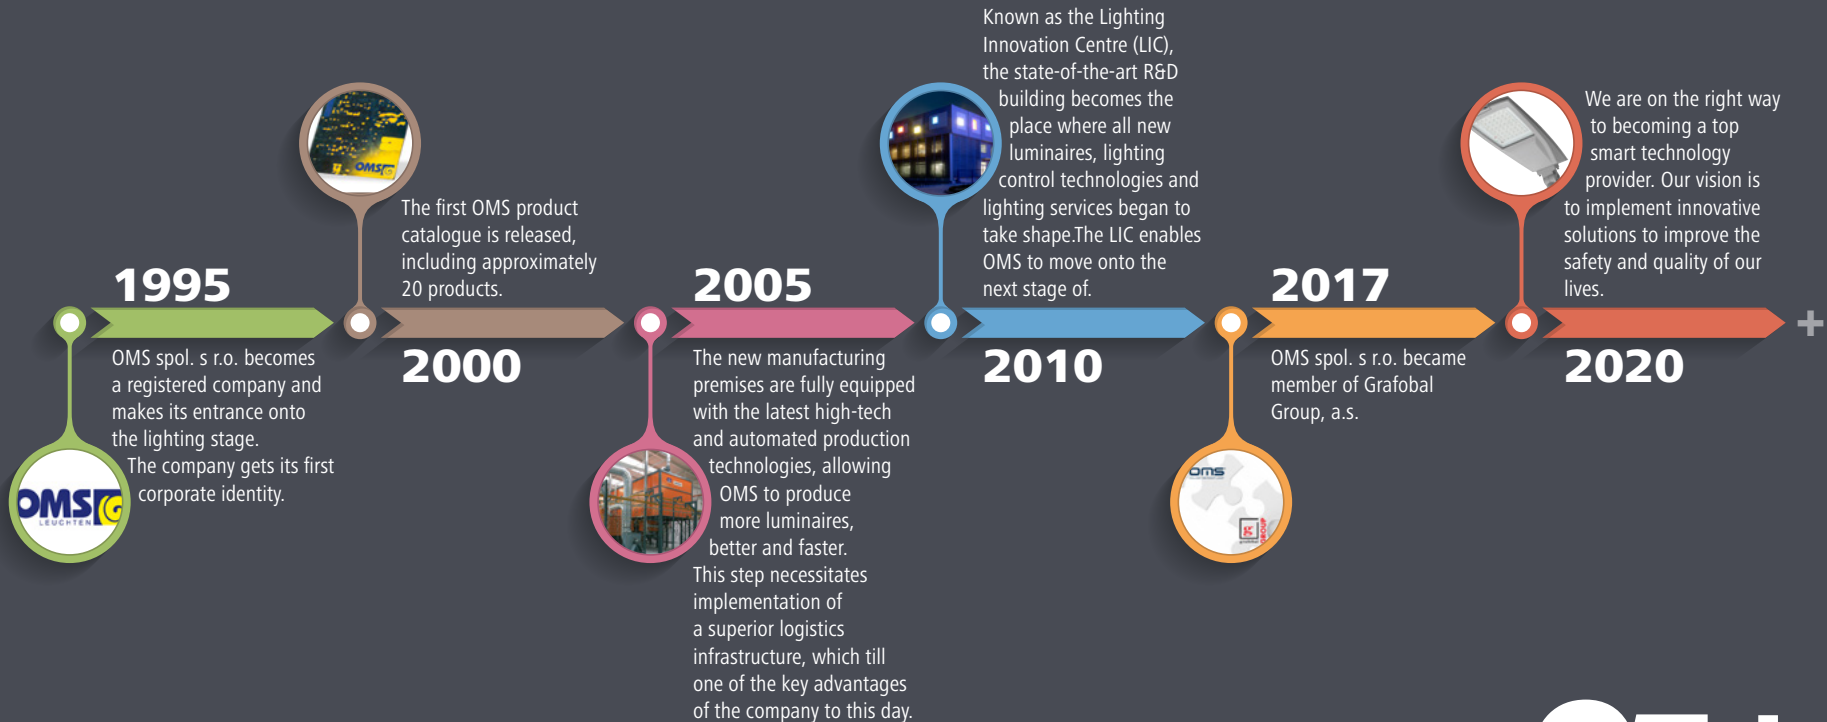 1995
OMS spol. s r.o. becomes
a registered company and
makes its entrance onto
the lighting stage.
The company gets its first
corporate identity.
OMS
LEUCHTEN
OMS
The first OMS product
catalogue is released,
including approximately
20 products.
2000
2005
The new manufacturing
premises are fully equipped
with the latest high-tech
and automated production
technologies, allowing
OMS to produce
more luminaires,
better and faster.
This step necessitates
implementation of
a superior logistics
infrastructure, which till
one of the key advantages
of the company to this day.
Known as the Lighting
Innovation Centre (LIC),
the state-of-the-art R&D
building becomes the
place where all new
luminaires, lighting
control technologies and
lighting services began to
take shape.The LIC enables
OMS to move onto the
next stage of.
2010
2017
OMS spol. s r.o. became
member of Grafobal
Group, a.s.
oms
g
grafobal
GROUP
We are on the right way
to becoming a top
smart technology
provider. Our vision is
to implement innovative
solutions to improve the
safety and quality of our
lives.
+
2020